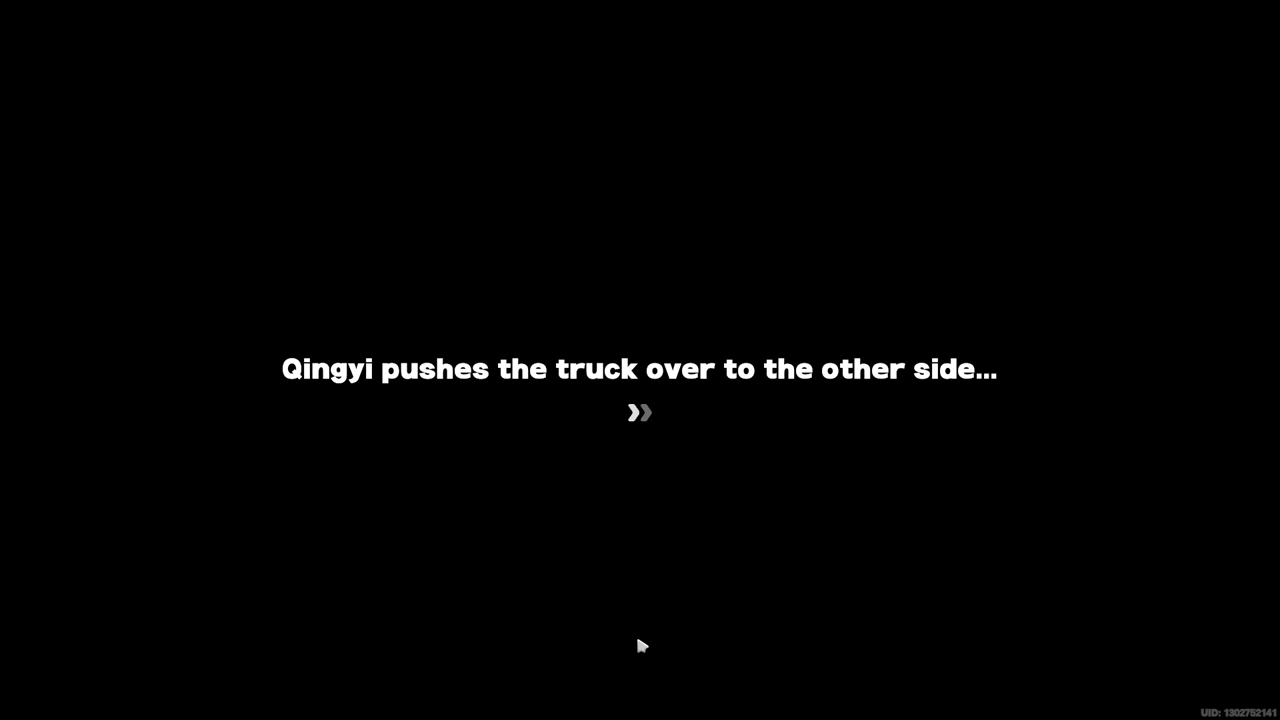 Qingyi pushes the truck over to the other side...
UID: 1302752141